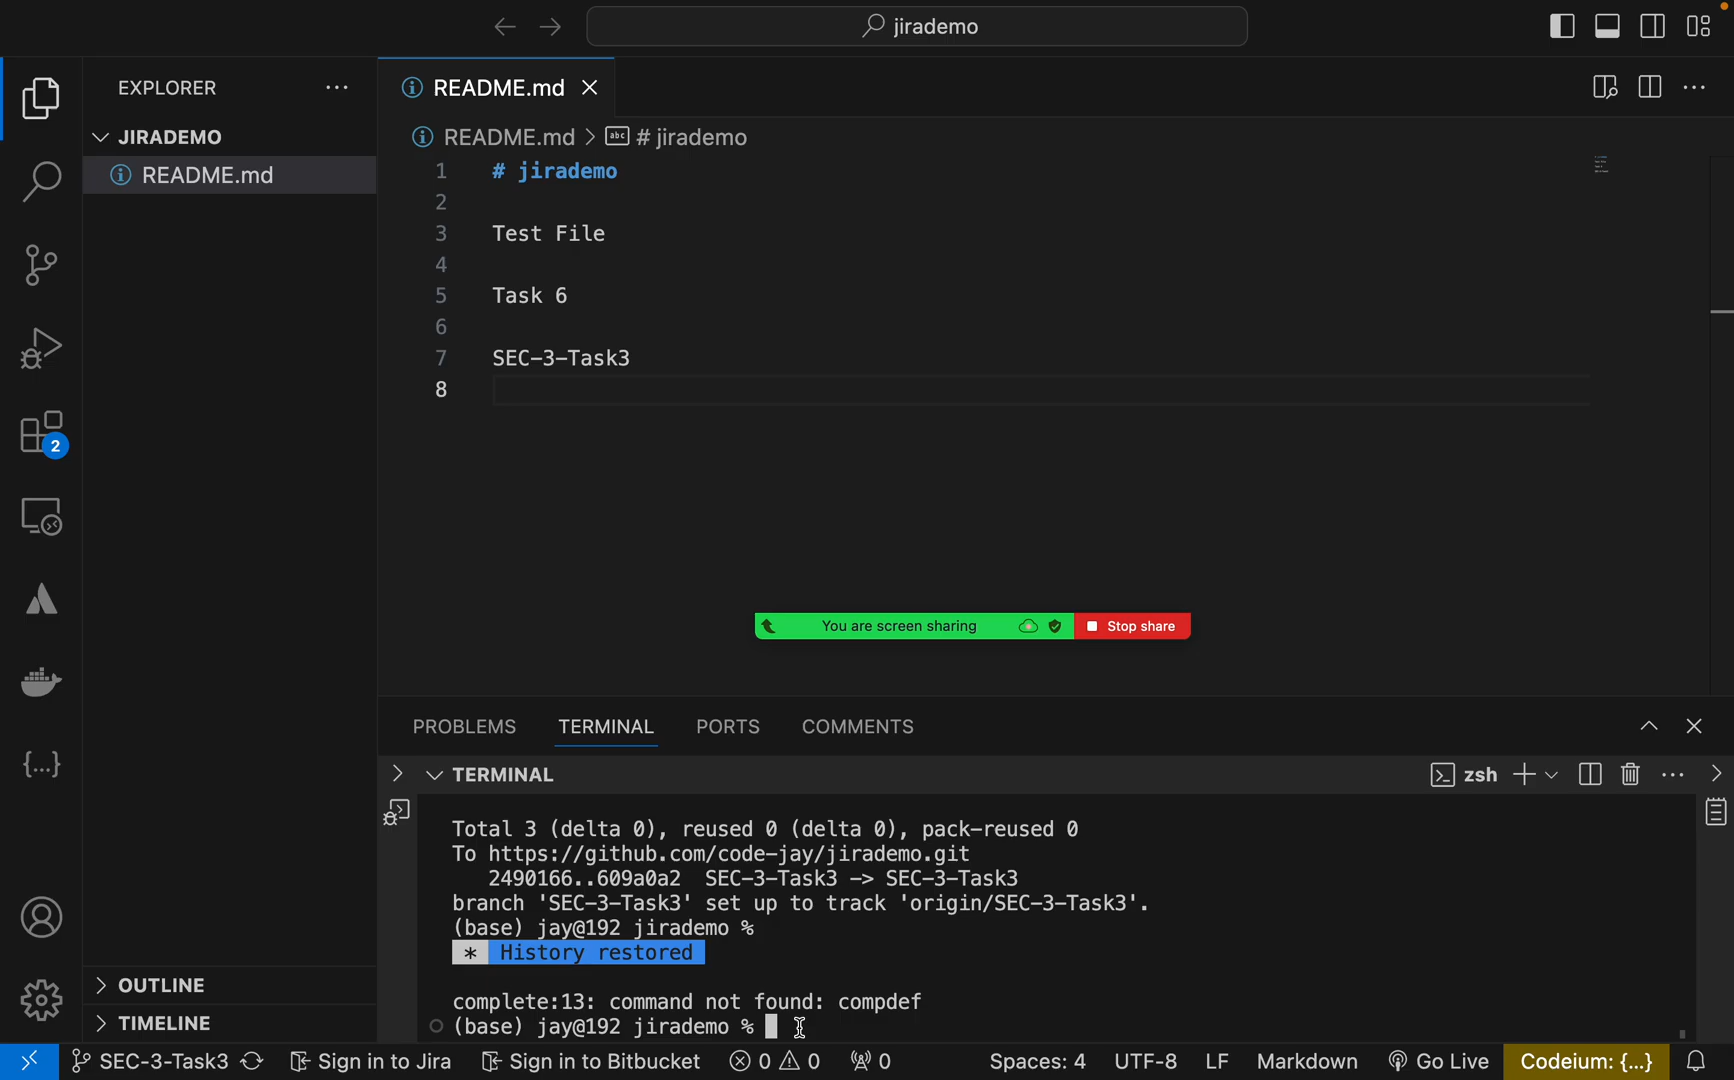 jirademo
EXPLORER
JIRADEMO
README.md
README.md
README.md > # jirademo
1 # jirademo
2
3 Test File
4
5 Task 6
6
7 SEC-3-Task3
8
2
You are screen sharing
Stop share
PROBLEMS TERMINAL PORTS COMMENTS
TERMINAL
zsh
Total 3 (delta 0), reused 0 (delta 0), pack-reused 0
To https://github.com/code-jay/jirademo.git
2490166..609a0a2 SEC-3-Task3 -> SEC-3-Task3
branch 'SEC-3-Task3' set up to track 'origin/SEC-3-Task3'.
(base) jay@192 jirademo %
* History restored
complete:13: command not found: compdef
(base) jay@192 jirademo %
OUTLINE
TIMELINE
SEC-3-Task3 Sign in to Jira Sign in to Bitbucket 0 0 0 Spaces: 4 UTF-8 LF Markdown Go Live Codeium: {...}